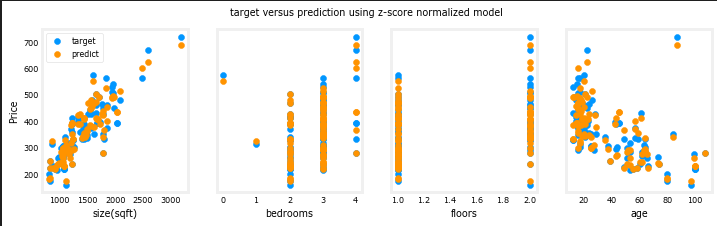 target versus prediction using z-score normalized model
Price
700
600
500
400
300
200
target
predict
1000 1500 2000 2500 3000
size(sqft)
0 1 2 3 4
bedrooms
1.0 1.2 1.4 1.6 1.8 2.0
floors
20 40 60 80 100
age